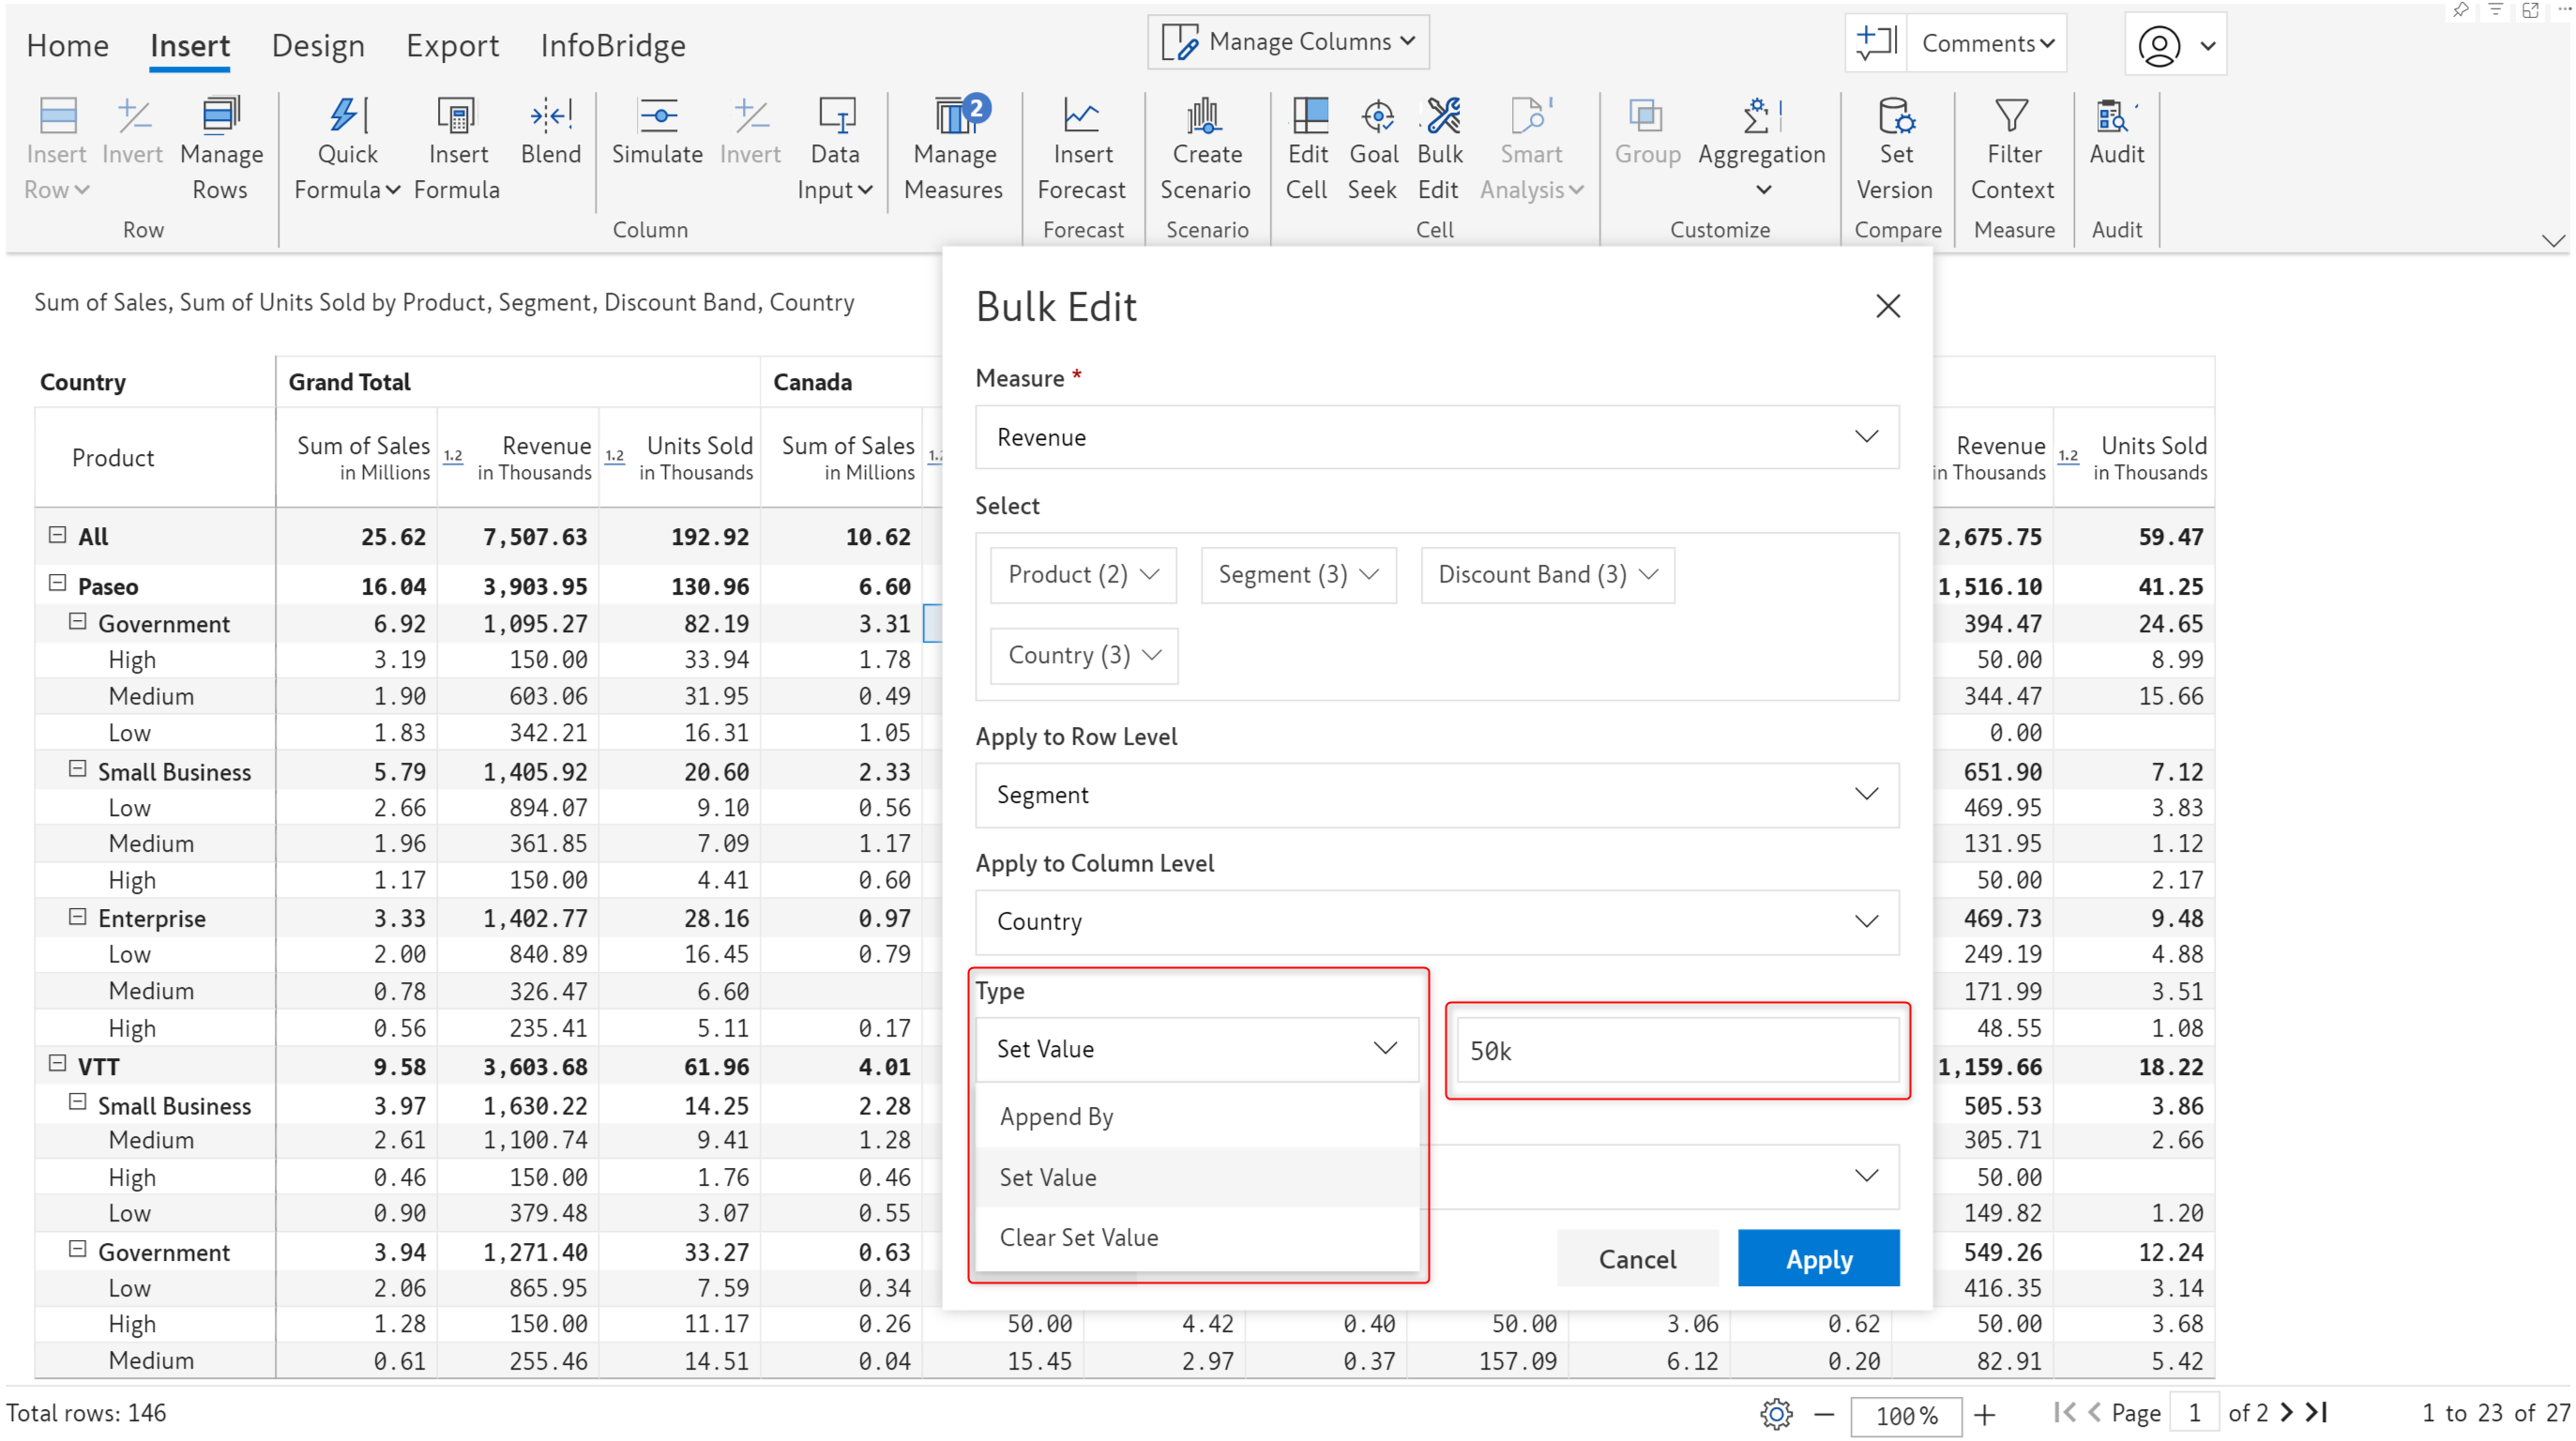 Home Insert Design Export InfoBridge Manage Columns Comments
Insert Row Invert Manage Rows Quick Formula Insert Formula Blend Simulate Invert Data Input Manage Measures 2 Insert Forecast Create Scenario Edit Cell Goal Seek Bulk Edit Smart Analysis Group Aggregation Set Version Filter Context Audit
Row Column Forecast Scenario Cell Customize Compare Measure Audit
Sum of Sales, Sum of Units Sold by Product, Segment, Discount Band, Country
Country Grand Total Canada
Product Sum of Sales in Millions 1.2 Revenue in Thousands 1.2 Units Sold in Thousands Sum of Sales in Millions Revenue in Thousands 1.2 Units Sold in Thousands
All 25.62 7,507.63 192.92 10.62 2,675.75 59.47
Paseo 16.04 3,903.95 130.96 6.60 1,516.10 41.25
Government 6.92 1,095.27 82.19 3.31 394.47 24.65
High 3.19 150.00 33.94 1.78 50.00 8.99
Medium 1.90 603.06 31.95 0.49 344.47 15.66
Low 1.83 342.21 16.31 1.05 0.00
Small Business 5.79 1,405.92 20.60 2.33 651.90 7.12
Low 2.66 894.07 9.10 0.56 469.95 3.83
Medium 1.96 361.85 7.09 1.17 131.95 1.12
High 1.17 150.00 4.41 0.60 50.00 2.17
Enterprise 3.33 1,402.77 28.16 0.97 469.73 9.48
Low 2.00 840.89 16.45 0.79 249.19 4.88
Medium 0.78 326.47 6.60 171.99 3.51
High 0.56 235.41 5.11 0.17 48.55 1.08
VTT 9.58 3,603.68 61.96 4.01 1,159.66 18.22
Small Business 3.97 1,630.22 14.25 2.28 505.53 3.86
Medium 2.61 1,100.74 9.41 1.28 305.71 2.66
High 0.46 150.00 1.76 0.46 50.00
Low 0.90 379.48 3.07 0.55 149.82 1.20
Government 3.94 1,271.40 33.27 0.63 549.26 12.24
Low 2.06 865.95 7.59 0.34 416.35 3.14
High 1.28 150.00 11.17 0.26 50.00 4.42 0.40 50.00 3.06 0.62 50.00 3.68
Medium 0.61 255.46 14.51 0.04 15.45 2.97 0.37 157.09 6.12 0.20 82.91 5.42
Bulk Edit
Measure *
Revenue
Select
Product (2) Segment (3) Discount Band (3)
Country (3)
Apply to Row Level
Segment
Apply to Column Level
Country
Type
Set Value 50k
Append By
Set Value
Clear Set Value
Cancel Apply
Total rows: 146 100% Page 1 of 2 1 to 23 of 27